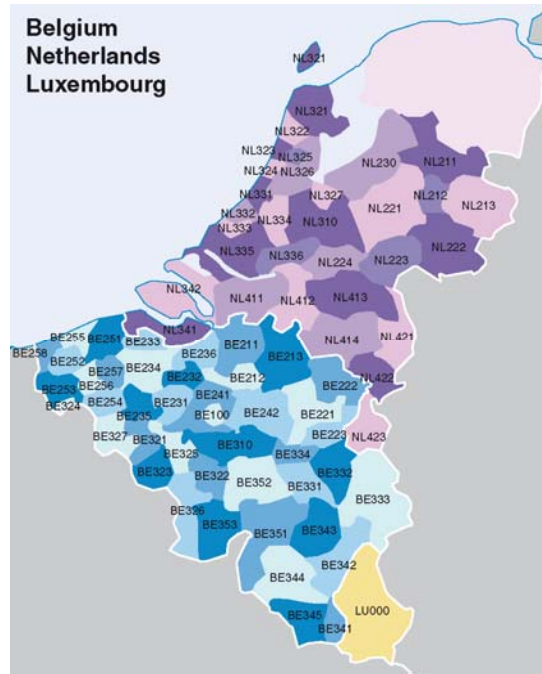 Belgium
Netherlands
Luxembourg
NL321
NL321
NL322
NL323
NL325
NL324
NL326
NL230
NL211
NL331
NL327
NL212
NL213
NL332
NL333
NL334
NL310
NL221
NL335
NL336
NL224
NL223
NL222
NL342
NL411
NL412
NL413
NL341
NL414
NL421
NL422
NL423
BE255
BE251
BE233
BE258
BE252
BE236
BE211
BE213
BE257
BE234
BE253
BE256
BE232
BE212
BE222
BE324
BE254
BE235
BE231
BE241
BE100
BE242
BE221
BE327
BE321
BE325
BE310
BE223
BE323
BE322
BE334
BE332
BE352
BE331
BE333
BE326
BE353
BE351
BE343
BE344
BE342
BE345
BE341
LU000